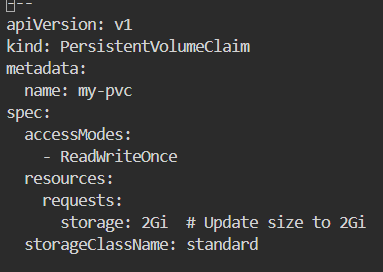 ---
apiVersion: v1
kind: PersistentVolumeClaim
metadata:
  name: my-pvc
spec:
  accessModes:
    - ReadWriteOnce
  resources:
    requests:
      storage: 2Gi  # Update size to 2Gi
  storageClassName: standard